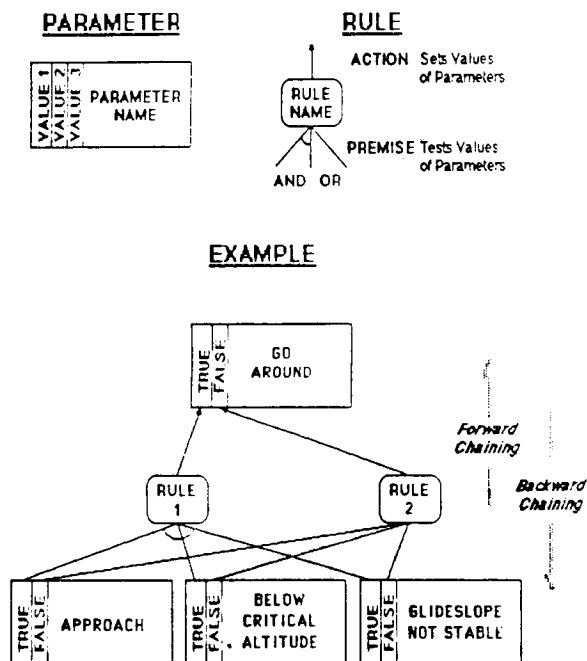 PARAMETER
RULE
VALUE 1
VALUE 2
VALUE 3
PARAMETER
NAME
ACTION Sets Values
of Parameters
RULE
NAME
PREMISE Tests Values
of Parameters
AND OR
EXAMPLE
TRUE
FALSE
GO
AROUND
Forward
Chaining
Backward
Chaining
RULE
1
RULE
2
TRUE
FALSE
APPROACH
TRUE
FALSE
BELOW
CRITICAL
ALTITUDE
TRUE
FALSE
GLIDESLOPE
NOT STABLE